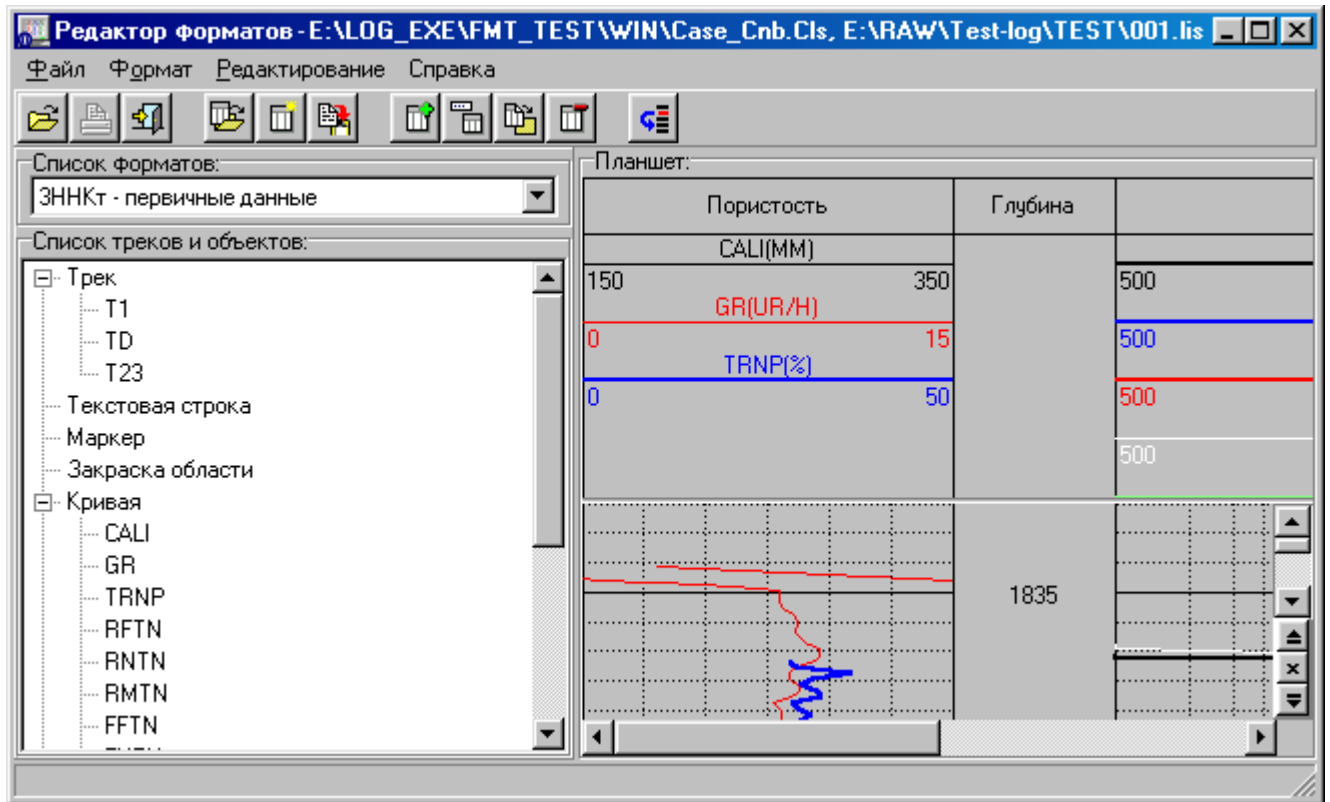 Редактор форматов - E:\LOG_EXE\FMT_TEST\WIN\Case_Cnb.Cls, E:\RAW\Test-log\TEST\001.lis
Файл Формат Редактирование Справка
Список форматов:
3ННКт - первичные данные
Список треков и объектов:
Трек
T1
TD
T23
Текстовая строка
Маркер
Закраска области
Кривая
CALI
GR
TRNP
RFTN
RNTN
RMTN
FFTN
Планшет:
Пористость Глубина
CALI(MM)
150 350 500
GR(UR/H)
0 15 500
TRNP(%)
0 50 500
500
1835